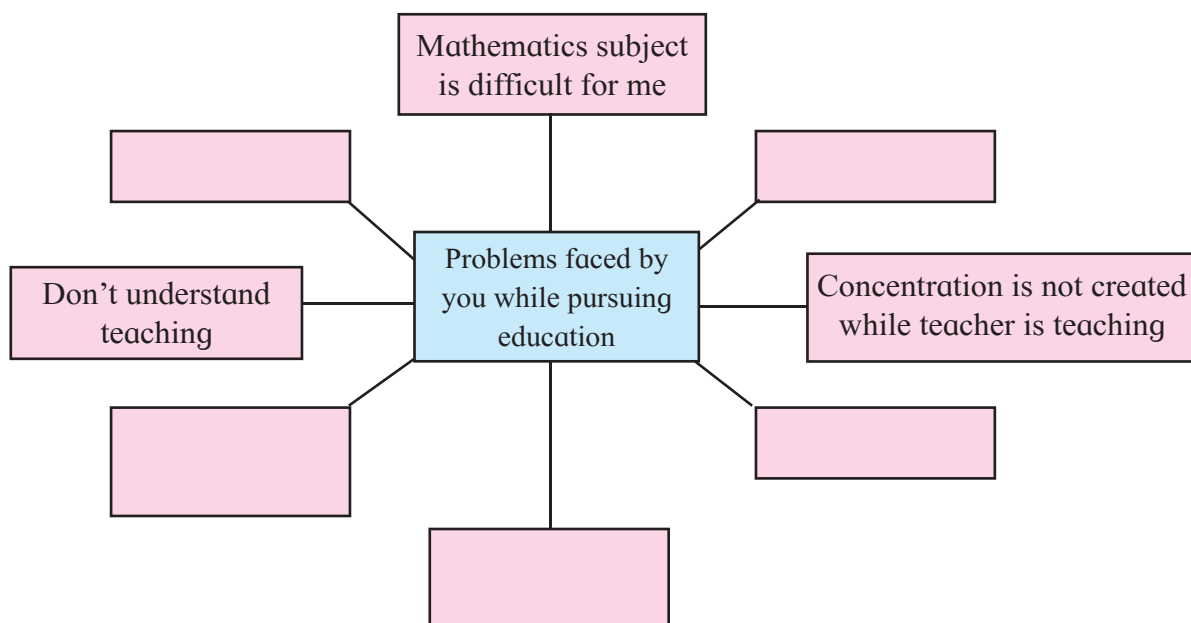 Mathematics subject
is difficult for me
Problems faced by
you while pursuing
education
Don't understand
teaching
Concentration is not created
while teacher is teaching